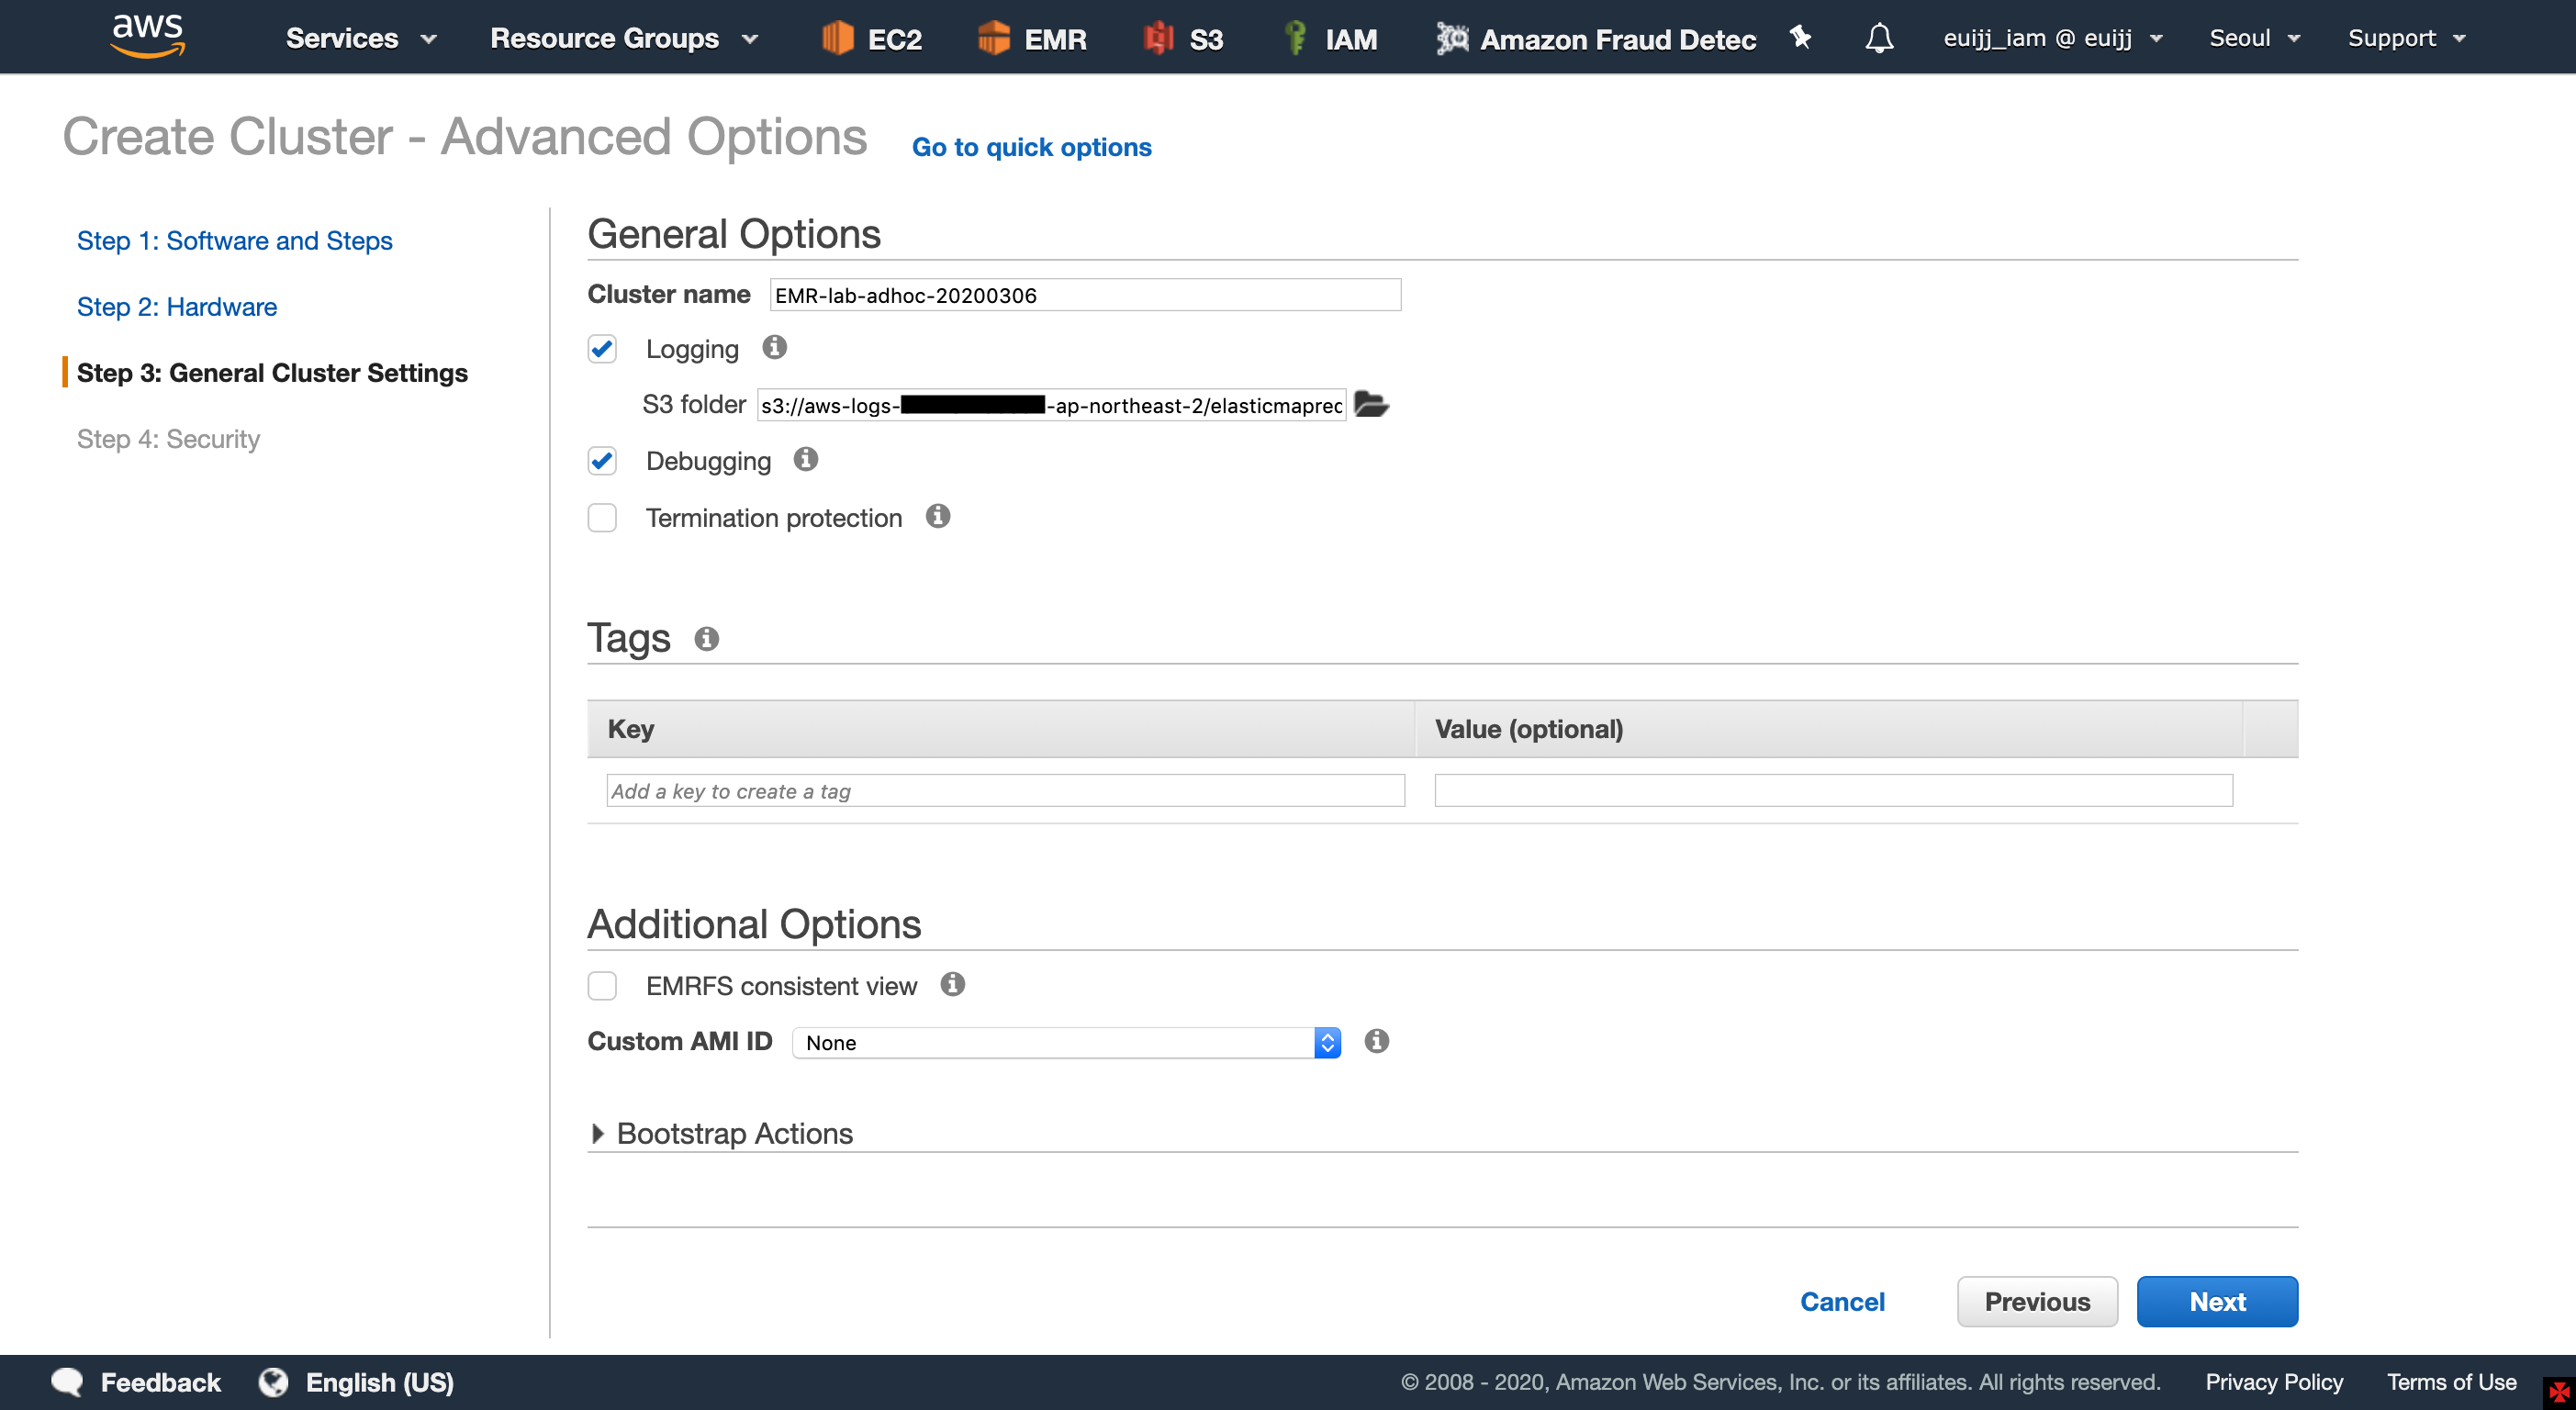 aws Services Resource Groups EC2 EMR S3 IAM Amazon Fraud Detec euijj_iam @ euijj Seoul Support
Create Cluster - Advanced Options Go to quick options
Step 1: Software and Steps
Step 2: Hardware
Step 3: General Cluster Settings
Step 4: Security
General Options
Cluster name EMR-lab-adhoc-20200306
Logging
S3 folder s3://aws-logs- -ap-northeast-2/elasticmaprec
Debugging
Termination protection
Tags
Key Value (optional)
Add a key to create a tag
Additional Options
EMRFS consistent view
Custom AMI ID None
Bootstrap Actions
Cancel Previous Next
Feedback English (US) © 2008 - 2020, Amazon Web Services, Inc. or its affiliates. All rights reserved. Privacy Policy Terms of Use